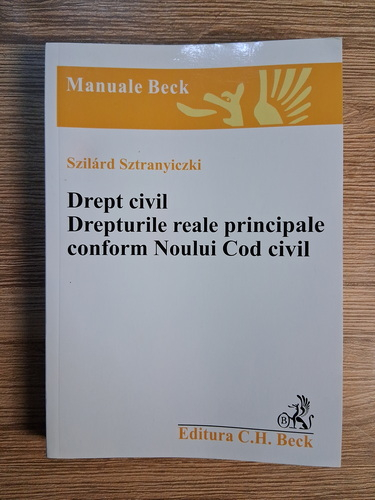 Manuale Beck
Szilárd Sztranyiczki
Drept civil
Drepturile reale principale
conform Noului Cod civil
B
Editura C.H. Beck